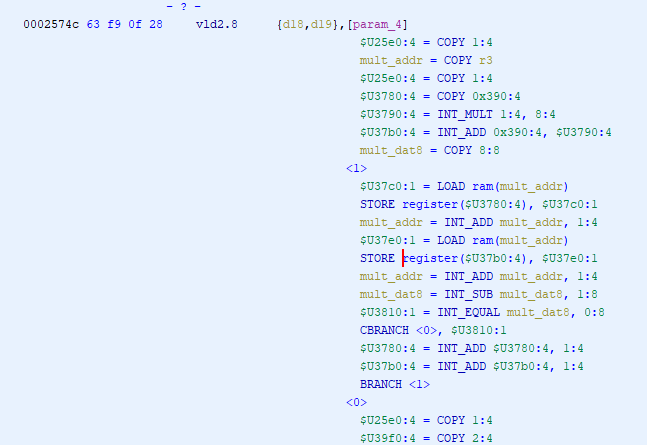 - ? -
0002574c 63 f9 0f 28 vld2.8 {d18,d19},[param_4]
$U25e0:4 = COPY 1:4
mult_addr = COPY r3
$U25e0:4 = COPY 1:4
$U3780:4 = COPY 0x390:4
$U3790:4 = INT_MULT 1:4, 8:4
$U37b0:4 = INT_ADD 0x390:4, $U3790:4
mult_dat8 = COPY 8:8
<1>
$U37c0:1 = LOAD ram(mult_addr)
STORE register($U3780:4), $U37c0:1
mult_addr = INT_ADD mult_addr, 1:4
$U37e0:1 = LOAD ram(mult_addr)
STORE register($U37b0:4), $U37e0:1
mult_addr = INT_ADD mult_addr, 1:4
mult_dat8 = INT_SUB mult_dat8, 1:8
$U3810:1 = INT_EQUAL mult_dat8, 0:8
CBRANCH <0>, $U3810:1
$U3780:4 = INT_ADD $U3780:4, 1:4
$U37b0:4 = INT_ADD $U37b0:4, 1:4
BRANCH <1>
<0>
$U25e0:4 = COPY 1:4
$U39f0:4 = COPY 2:4